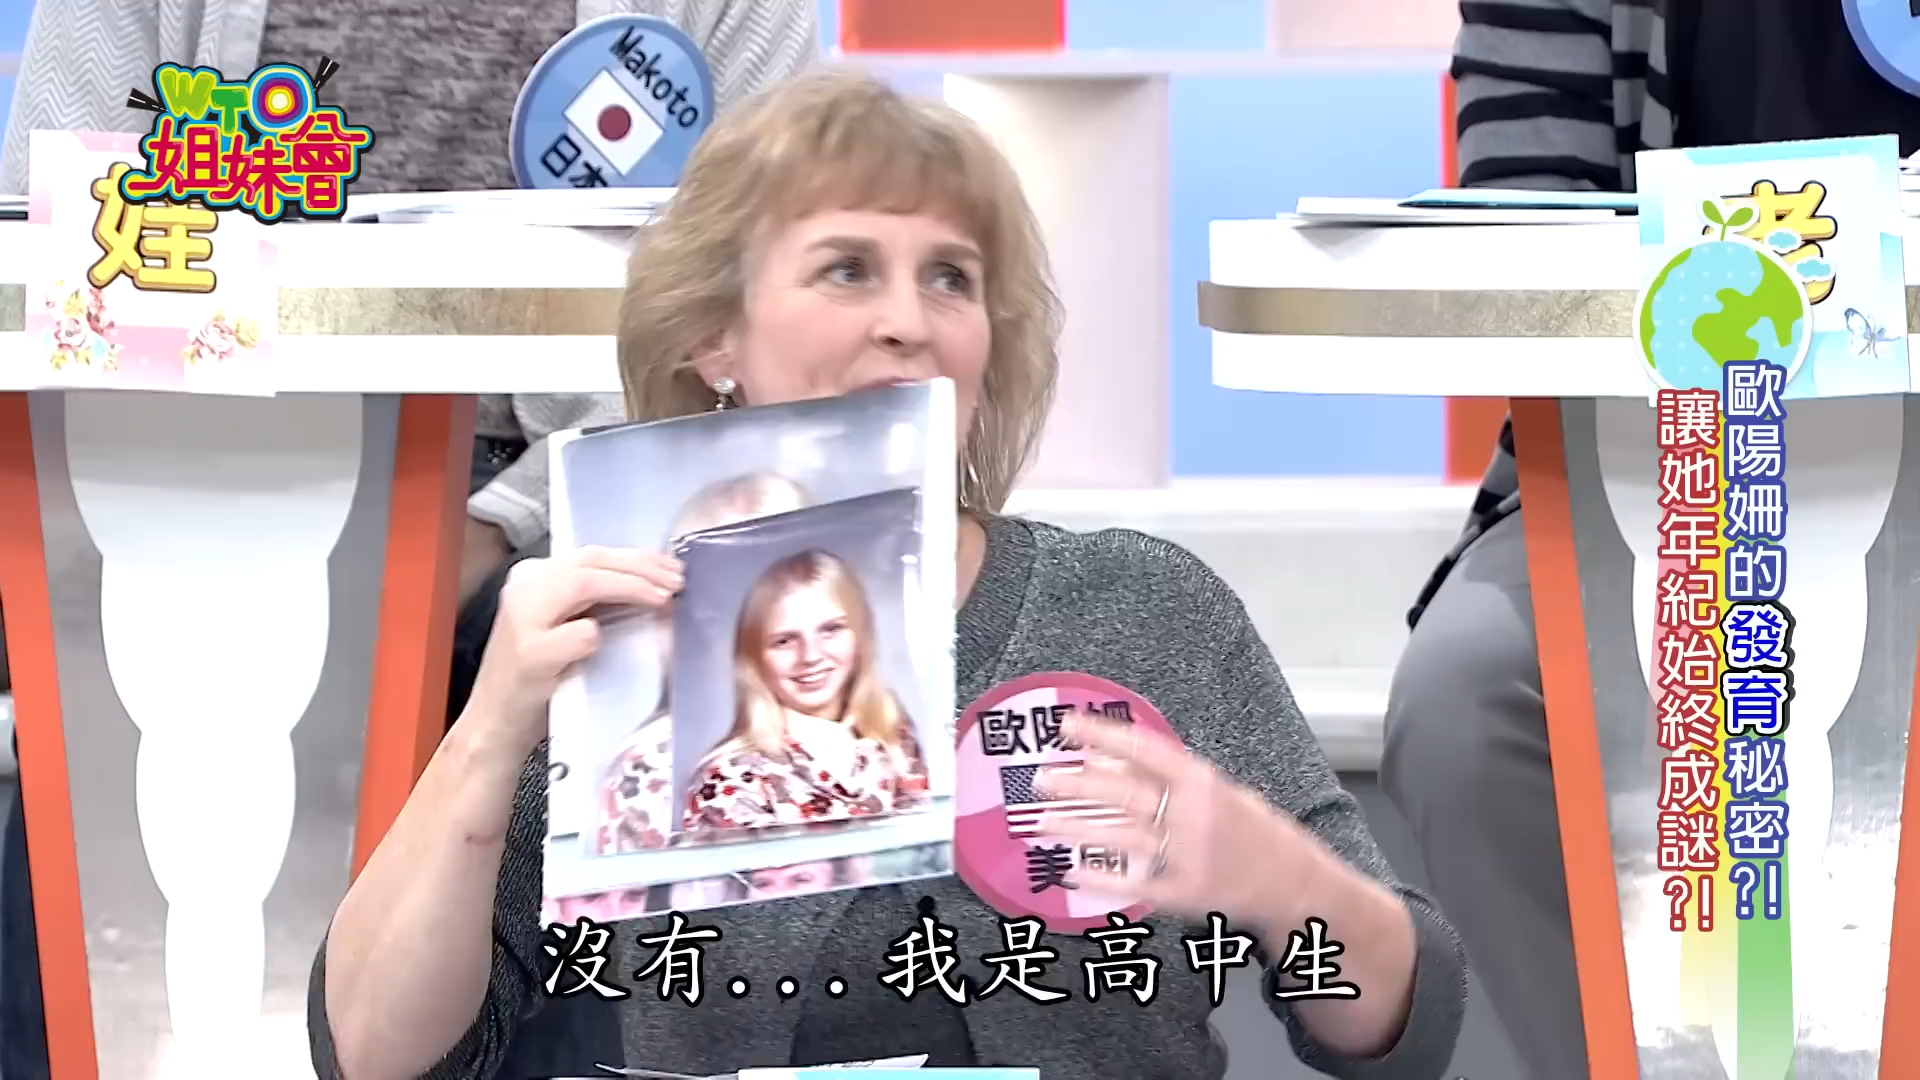 WTO
姐妹會
Makoto
日本
娃
老
歐陽姍的發育秘密?!
讓她年紀始終成謎?!
歐陽姍
美國
沒有...我是高中生